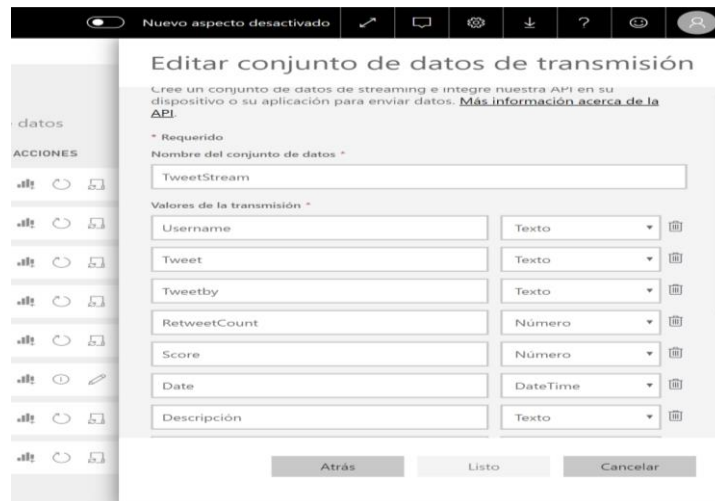 Nuevo aspecto desactivado
Editar conjunto de datos de transmisión
Cree un conjunto de datos de streaming e integre nuestra API en su
dispositivo o su aplicación para enviar datos. Más información acerca de la
API.
datos
* Requerido
ACCIONES
Nombre del conjunto de datos *
TweetStream
Valores de la transmisión *
Username Texto
Tweet Texto
Tweetby Texto
RetweetCount Número
Score Número
Date DateTime
Descripción Texto
Atrás Listo Cancelar